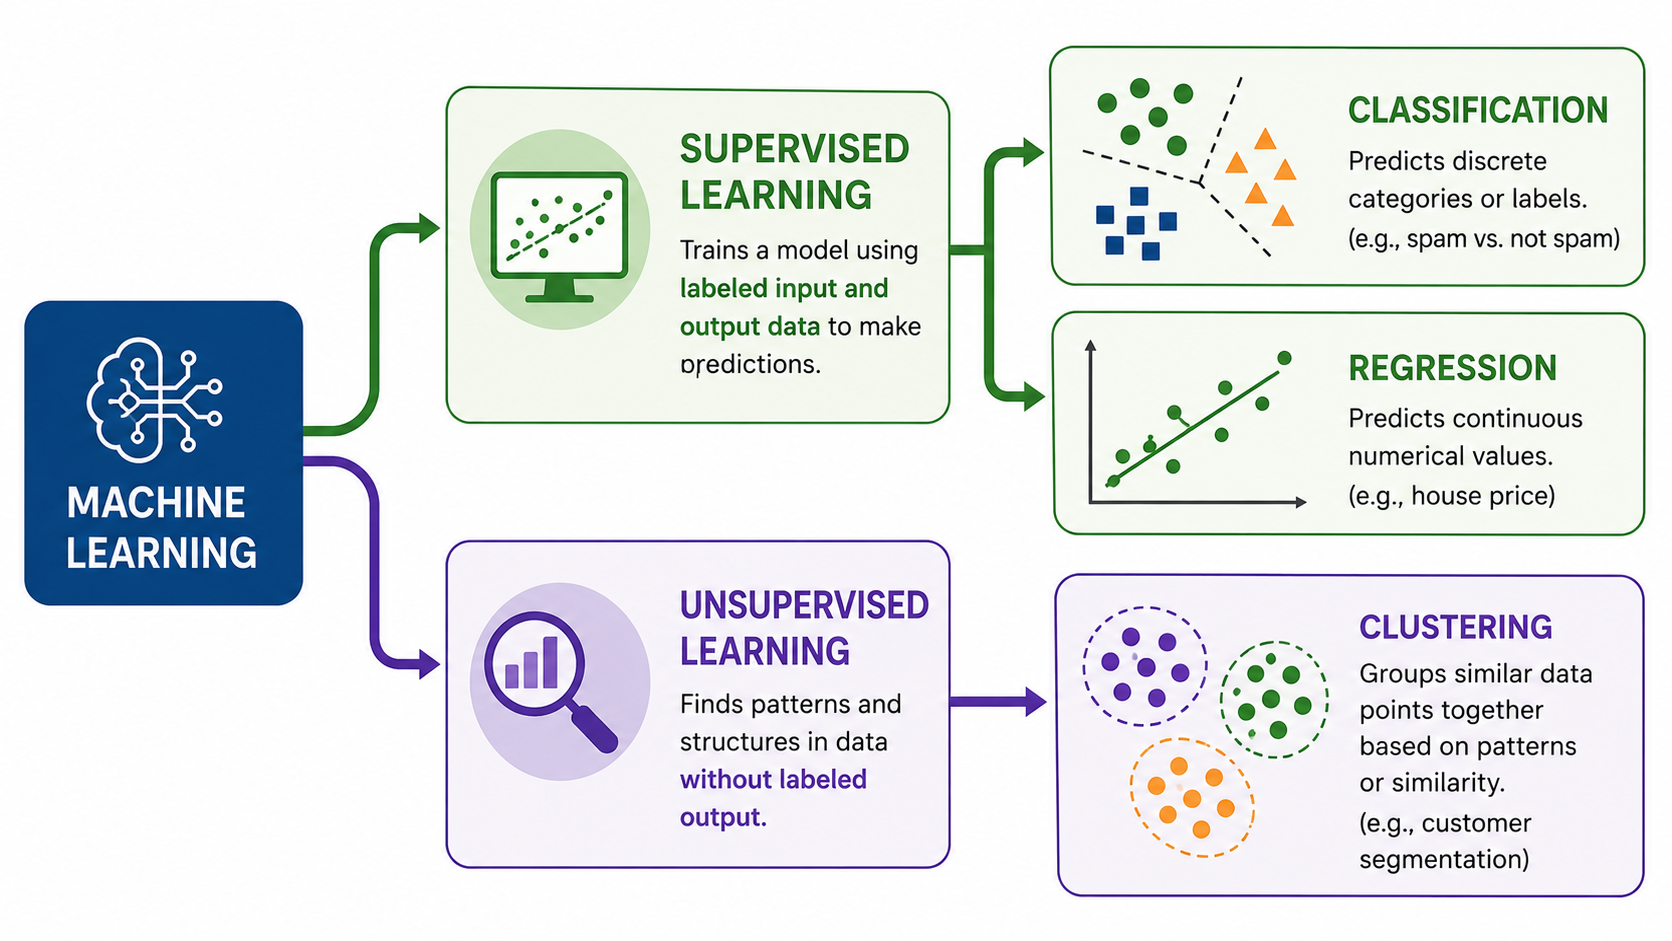 MACHINE
LEARNING
SUPERVISED
LEARNING
Trains a model using
labeled input and
output data to make
predictions.
CLASSIFICATION
Predicts discrete
categories or labels.
(e.g., spam vs. not spam)
REGRESSION
Predicts continuous
numerical values.
(e.g., house price)
UNSUPERVISED
LEARNING
Finds patterns and
structures in data
without labeled
output.
CLUSTERING
Groups similar data
points together
based on patterns
or similarity.
(e.g., customer
segmentation)